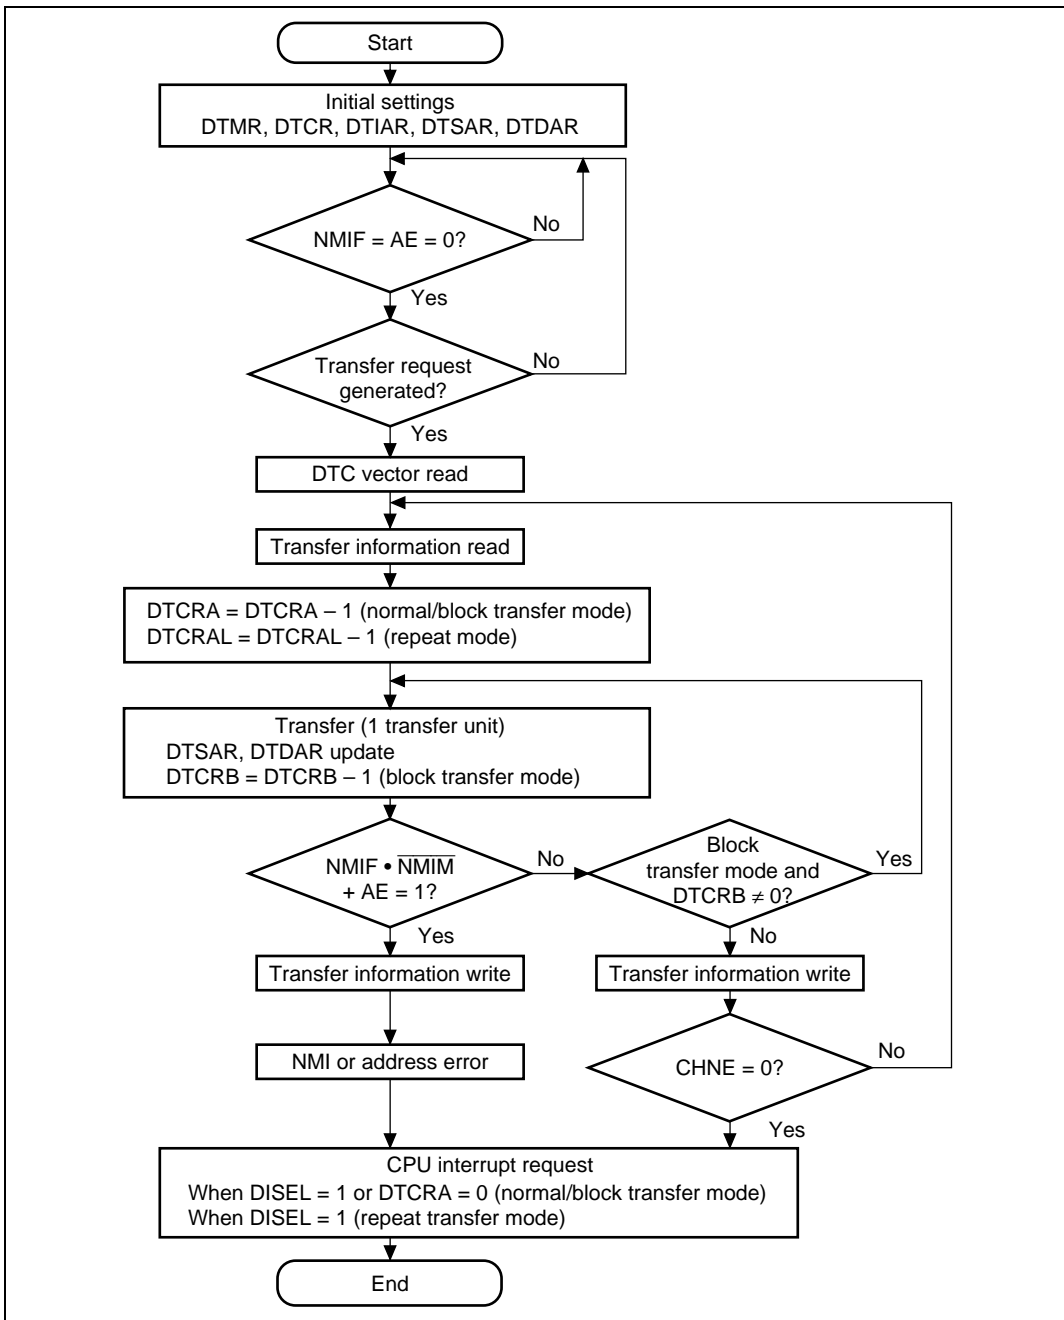 Start
Initial settings
DTMR, DTCR, DTIAR, DTSAR, DTDAR
NMIF = AE = 0?
No
Yes
Transfer request
generated?
No
Yes
DTC vector read
Transfer information read
DTCRA = DTCRA – 1 (normal/block transfer mode)
DTCRAL = DTCRAL – 1 (repeat mode)
Transfer (1 transfer unit)
DTSAR, DTDAR update
DTCRB = DTCRB – 1 (block transfer mode)
NMIF • N̅M̅I̅M̅
+ AE = 1?
No
Yes
Block
transfer mode and
DTCRB ≠ 0?
Yes
No
Transfer information write
Transfer information write
NMI or address error
CHNE = 0?
No
Yes
CPU interrupt request
When DISEL = 1 or DTCRA = 0 (normal/block transfer mode)
When DISEL = 1 (repeat transfer mode)
End